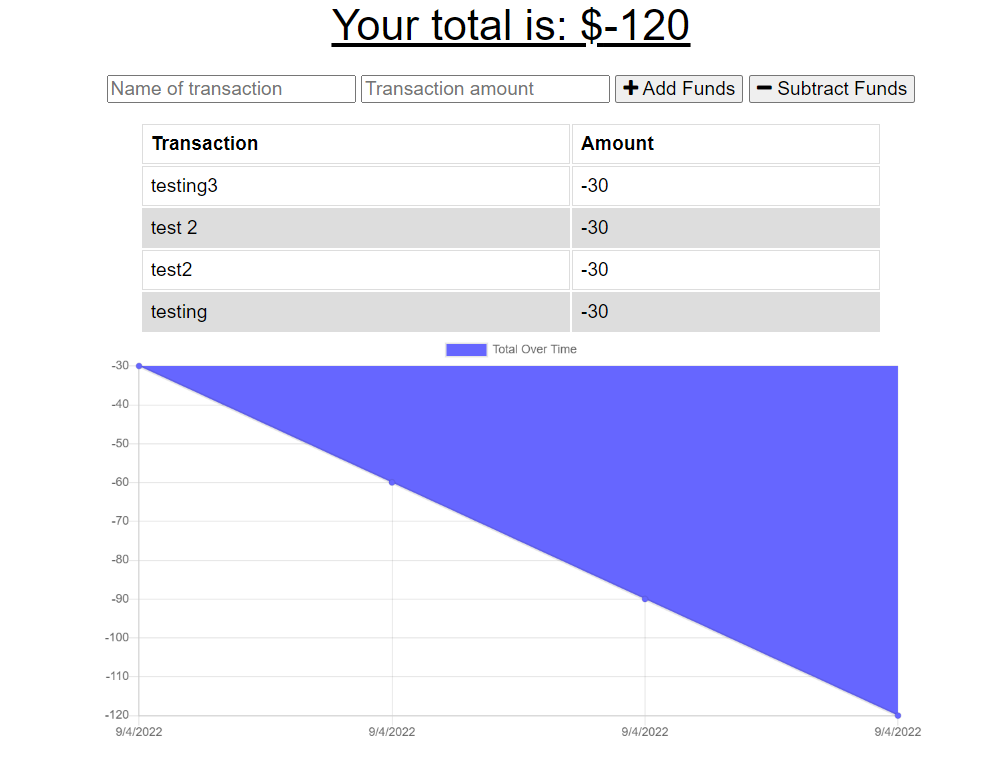 Your total is: $-120
Name of transaction Transaction amount Add Funds Subtract Funds
Transaction Amount
testing3 -30
test 2 -30
test2 -30
testing -30
Total Over Time
-30
-40
-50
-60
-70
-80
-90
-100
-110
-120
9/4/2022 9/4/2022 9/4/2022 9/4/2022